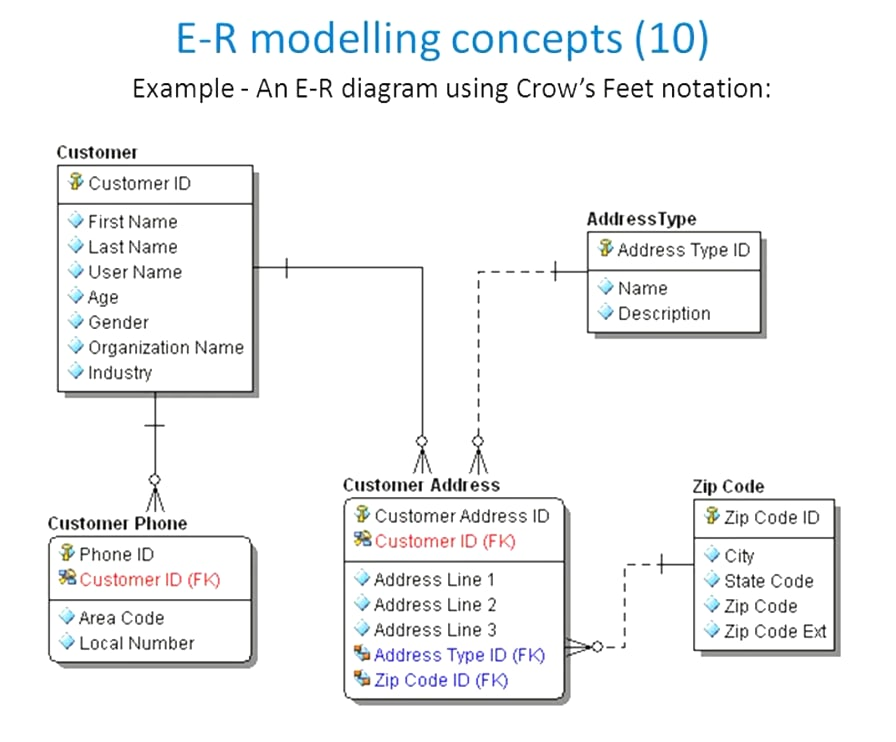 E-R modelling concepts (10)
Example - An E-R diagram using Crow's Feet notation:
Customer
Customer ID
First Name
Last Name
User Name
Age
Gender
Organization Name
Industry
AddressType
Address Type ID
Name
Description
Customer Phone
Phone ID
Customer ID (FK)
Area Code
Local Number
Customer Address
Customer Address ID
Customer ID (FK)
Address Line 1
Address Line 2
Address Line 3
Address Type ID (FK)
Zip Code ID (FK)
Zip Code
Zip Code ID
City
State Code
Zip Code
Zip Code Ext